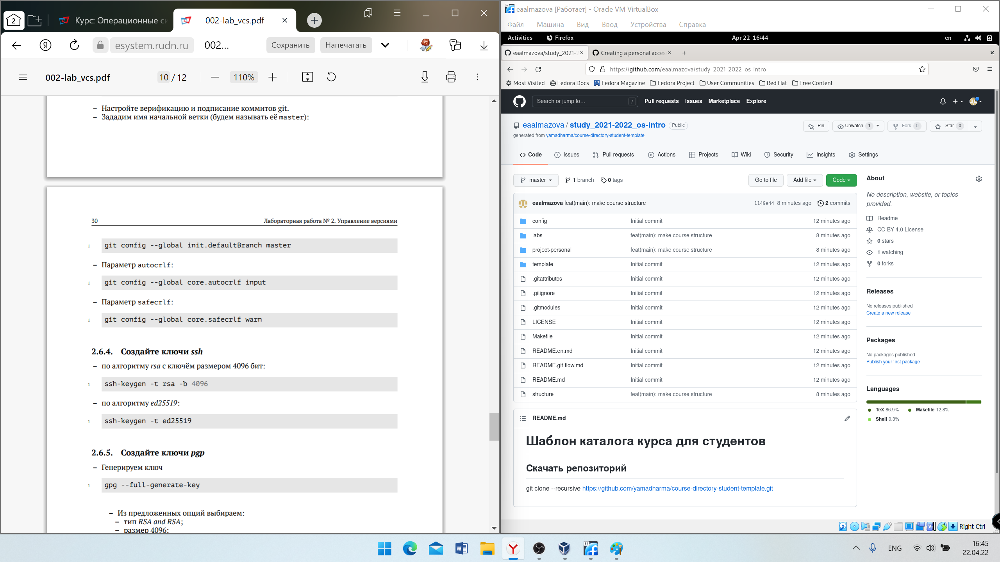 2
Курс: Операционные си
002-lab_vcs.pdf
Я
esystem.rudn.ru
002...
Сохранить
Напечатать
002-lab_vcs.pdf
10 / 12
110%
– Настройте верификацию и подписание коммитов git.
– Зададим имя начальной ветки (будем называть её master):
30
Лабораторная работа № 2. Управление версиями
1 git config --global init.defaultBranch master
– Параметр autocrlf:
1 git config --global core.autocrlf input
– Параметр safecrlf:
1 git config --global core.safecrlf warn
2.6.4. Создайте ключи ssh
– по алгоритму rsa с ключём размером 4096 бит:
1 ssh-keygen -t rsa -b 4096
– по алгоритму ed25519:
1 ssh-keygen -t ed25519
2.6.5. Создайте ключи pgp
– Генерируем ключ
1 gpg --full-generate-key
– Из предложенных опций выбираем:
– тип RSA and RSA;
– размер 4096;
64
eaalmazova [Работает] - Oracle VM VirtualBox
Файл Машина Вид Ввод Устройства Справка
Activities Firefox Apr 22 16:44 en
eaalmazova/study_2021-2
Creating a personal acces
https://github.com/eaalmazova/study_2021-2022_os-intro
Most Visited Fedora Docs Fedora Magazine Fedora Project User Communities Red Hat Free Content
Search or jump to… / Pull requests Issues Marketplace Explore
eaalmazova / study_2021-2022_os-intro Public
Pin Unwatch 1 Fork 0 Star 0
generated from yamadharma/course-directory-student-template
Code Issues Pull requests Actions Projects Wiki Security Insights Settings
master 1 branch 0 tags Go to file Add file Code
eaalmazova feat(main): make course structure 1149e44 8 minutes ago 2 commits
config Initial commit 12 minutes ago
labs feat(main): make course structure 8 minutes ago
project-personal feat(main): make course structure 8 minutes ago
template Initial commit 12 minutes ago
.gitattributes Initial commit 12 minutes ago
.gitignore Initial commit 12 minutes ago
.gitmodules Initial commit 12 minutes ago
LICENSE Initial commit 12 minutes ago
Makefile Initial commit 12 minutes ago
README.en.md Initial commit 12 minutes ago
README.git-flow.md Initial commit 12 minutes ago
README.md Initial commit 12 minutes ago
structure feat(main): make course structure 8 minutes ago
README.md
Шаблон каталога курса для студентов
Скачать репозиторий
git clone --recursive https://github.com/yamadharma/course-directory-student-template.git
About
No description, website, or topics
provided.
Readme
CC-BY-4.0 License
0 stars
1 watching
0 forks
Releases
No releases published
Create a new release
Packages
No packages published
Publish your first package
Languages
TeX 86.9% Makefile 12.8%
Shell 0.3%
Right Ctrl
64
ENG
16:45
22.04.22